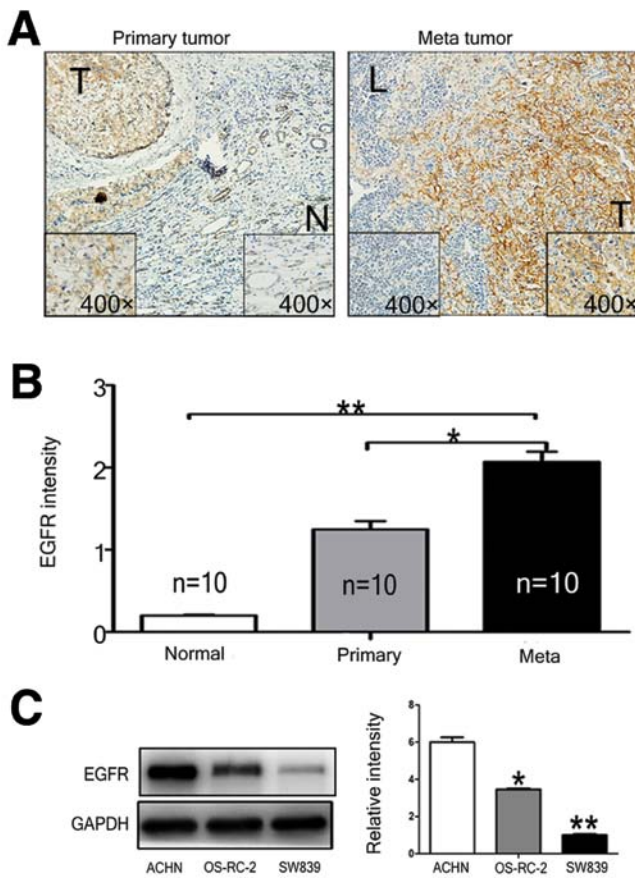 A
Primary tumor
Meta tumor
T
N
400×
400×
L
T
400×
400×
B
EGFR intensity
3
2
1
0
**
*
n=10
n=10
n=10
Normal
Primary
Meta
C
EGFR
GAPDH
ACHN
OS-RC-2
SW839
Relative intensity
8
6
4
2
0
*
**
ACHN
OS-RC-2
SW839